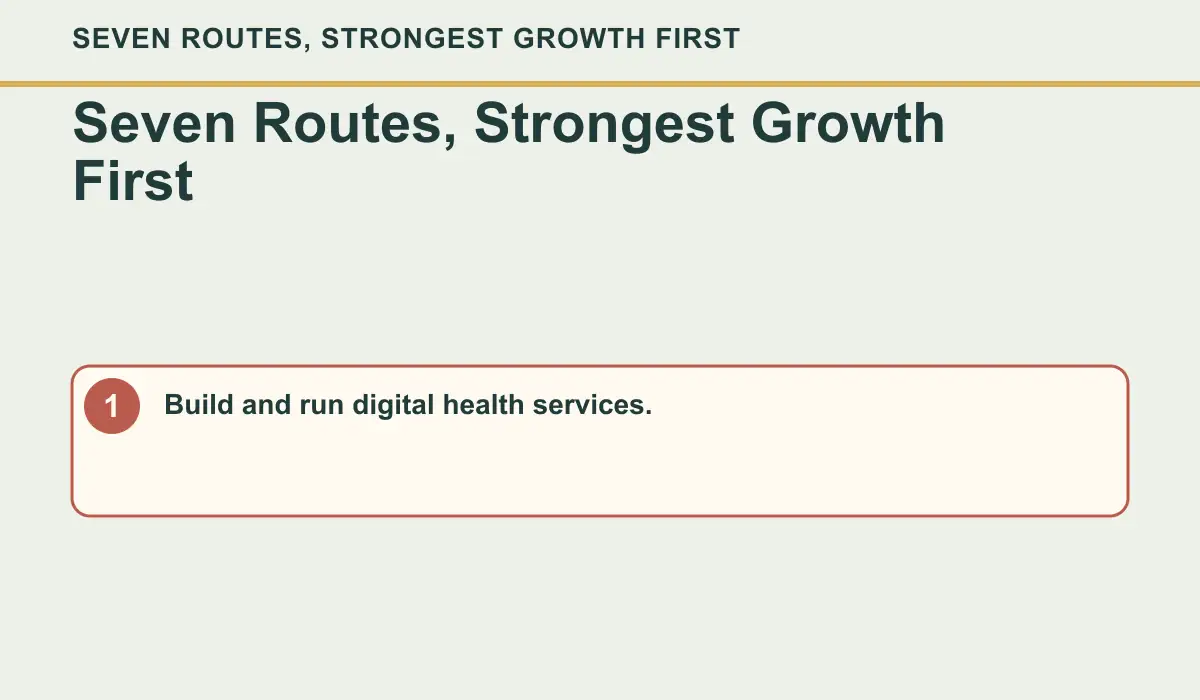 SEVEN ROUTES, STRONGEST GROWTH FIRST
Seven Routes, Strongest Growth
First
1
Build and run digital health services.